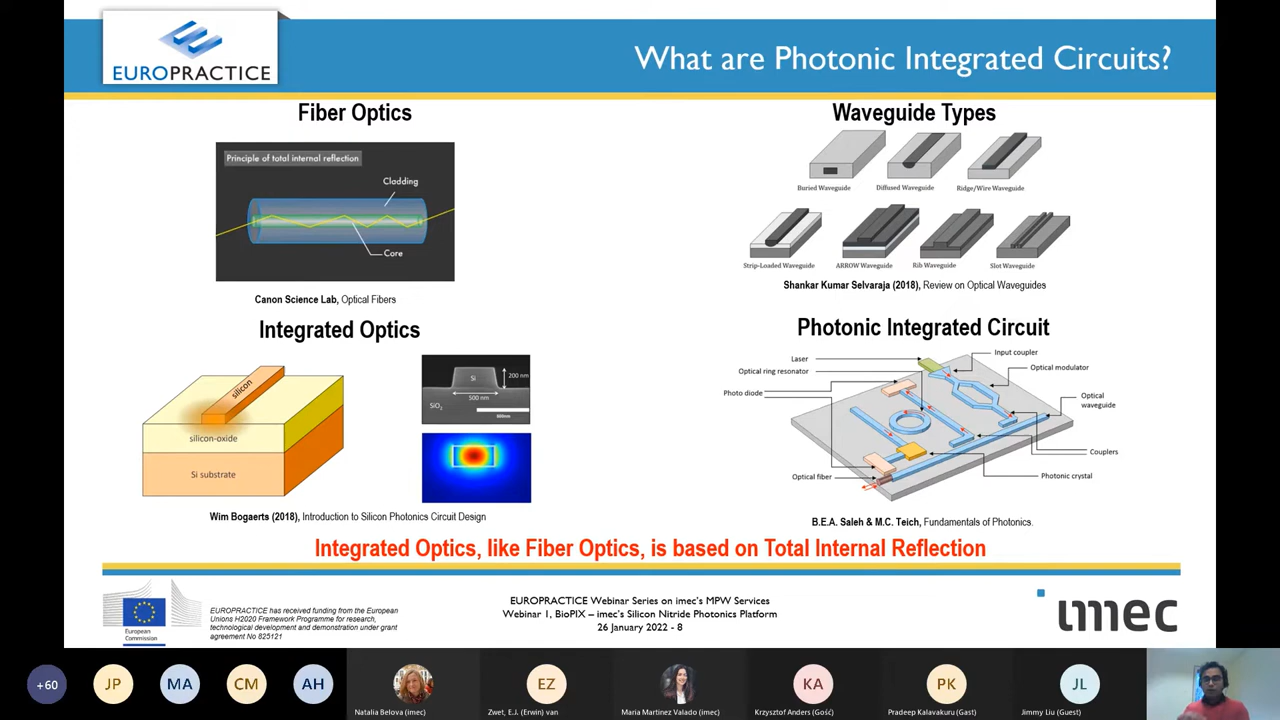 EUROPRACTICE
What are Photonic Integrated Circuits?
Fiber Optics
Principle of total internal reflection
Cladding
Core
Canon Science Lab, Optical Fibers
Waveguide Types
Buried Waveguide
Diffused Waveguide
Ridge/Wire Waveguide
Strip-Loaded Waveguide
ARROW Waveguide
Rib Waveguide
Slot Waveguide
Shankar Kumar Selvaraja (2018), Review on Optical Waveguides
Integrated Optics
silicon
silicon-oxide
Si substrate
Si
200 nm
500 nm
SiO2
Wim Bogaerts (2018), Introduction to Silicon Photonics Circuit Design
Photonic Integrated Circuit
Laser
Optical ring resonator
Photo diode
Optical fiber
Input coupler
Optical modulator
Optical
waveguide
Couplers
Photonic crystal
B.E.A. Saleh & M.C. Teich, Fundamentals of Photonics.
Integrated Optics, like Fiber Optics, is based on Total Internal Reflection
European
Commission
EUROPRACTICE has received funding from the European
Unions H2020 Framework Programme for research,
technological development and demonstration under grant
agreement No 825121
EUROPRACTICE Webinar Series on imec's MPW Services
Webinar 1, BioPIX – imec's Silicon Nitride Photonics Platform
26 January 2022 - 8
imec
+60
JP
MA
CM
AH
Natalia Belova (imec)
EZ
Zwet, E.J. (Erwin) van
Maria Martinez Valado (imec)
KA
Krzysztof Anders (Gość)
PK
Pradeep Kalavakuru (Gast)
JL
Jimmy Liu (Guest)